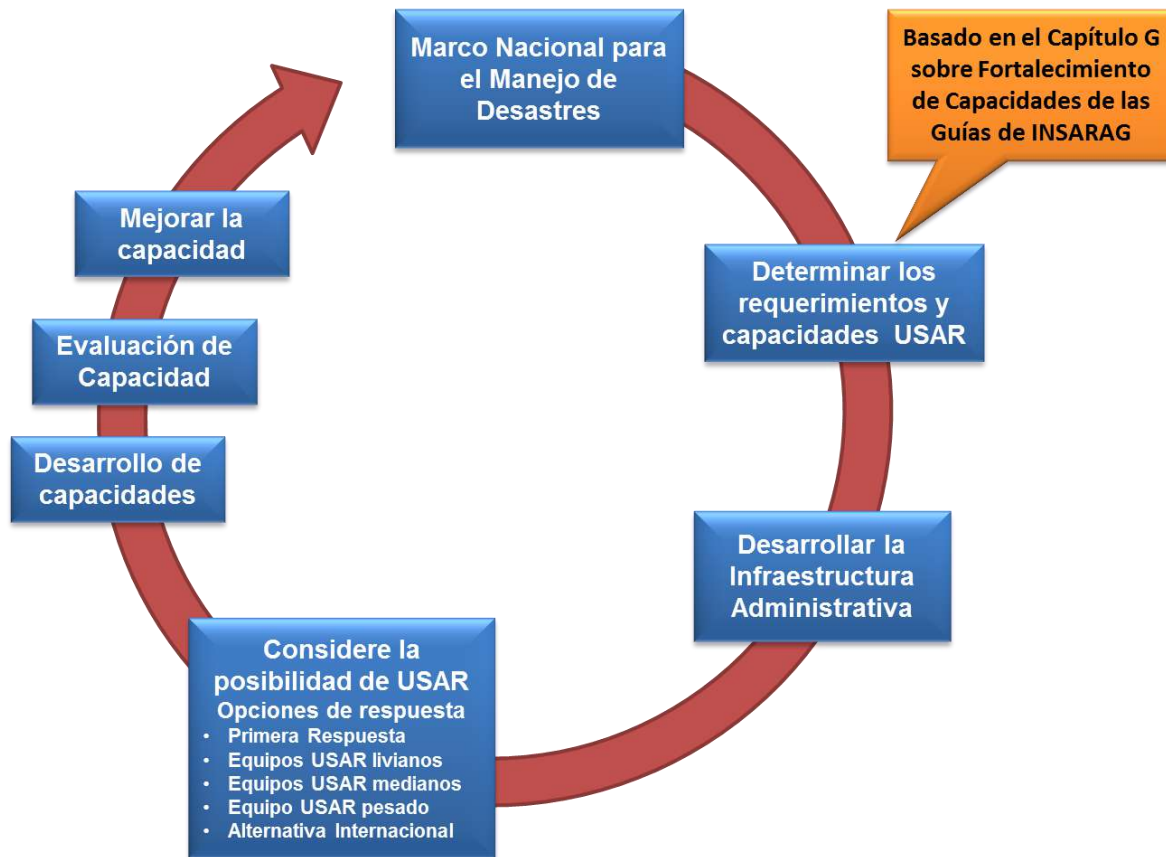 Marco Nacional para
el Manejo de
Desastres
Basado en el Capítulo G
sobre Fortalecimiento
de Capacidades de las
Guías de INSARAG
Determinar los
requerimientos y
capacidades USAR
Desarrollar la
Infraestructura
Administrativa
Considere la
posibilidad de USAR
Opciones de respuesta
• Primera Respuesta
• Equipos USAR livianos
• Equipos USAR medianos
• Equipo USAR pesado
• Alternativa Internacional
Desarrollo de
capacidades
Evaluación de
Capacidad
Mejorar la
capacidad